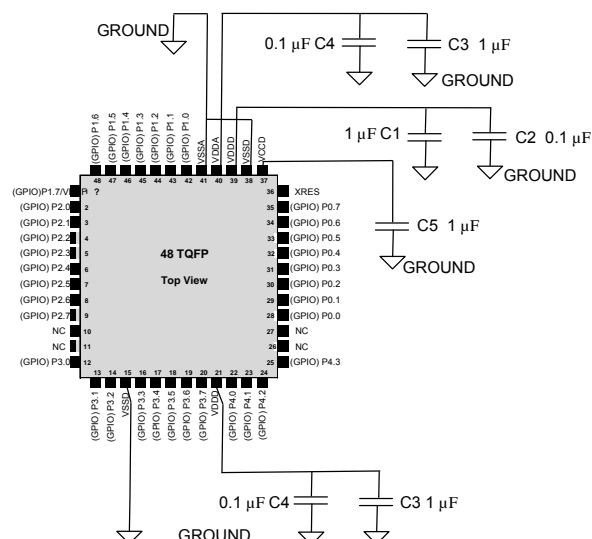 GROUND
0.1 µF C4
C3 1 µF
GROUND
1 µF C1
C2 0.1 µF
GROUND
C5 1 µF
GROUND
(GPIO) P1.6
(GPIO) P1.5
(GPIO) P1.4
(GPIO) P1.3
(GPIO) P1.2
(GPIO) P1.1
(GPIO) P1.0
VSSA
VDDA
VDDD
VSSD
VCCD
48 47 46 45 44 43 42 41 40 39 38 37
(GPIO)P1.7/V 1 ?
(GPIO) P2.0 2
(GPIO) P2.1 3
(GPIO) P2.2 4
(GPIO) P2.3 5
(GPIO) P2.4 6
(GPIO) P2.5 7
(GPIO) P2.6 8
(GPIO) P2.7 9
NC 10
NC 11
(GPIO) P3.0 12
48 TQFP
Top View
36 XRES
35 (GPIO) P0.7
34 (GPIO) P0.6
33 (GPIO) P0.5
32 (GPIO) P0.4
31 (GPIO) P0.3
30 (GPIO) P0.2
29 (GPIO) P0.1
28 (GPIO) P0.0
27 NC
26 NC
25 (GPIO) P4.3
13 14 15 16 17 18 19 20 21 22 23 24
(GPIO) P3.1
(GPIO) P3.2
VSSD
(GPIO) P3.3
(GPIO) P3.4
(GPIO) P3.5
(GPIO) P3.6
(GPIO) P3.7
VDDD
(GPIO) P4.0
(GPIO) P4.1
(GPIO) P4.2
0.1 µF C4
C3 1 µF
GROUND